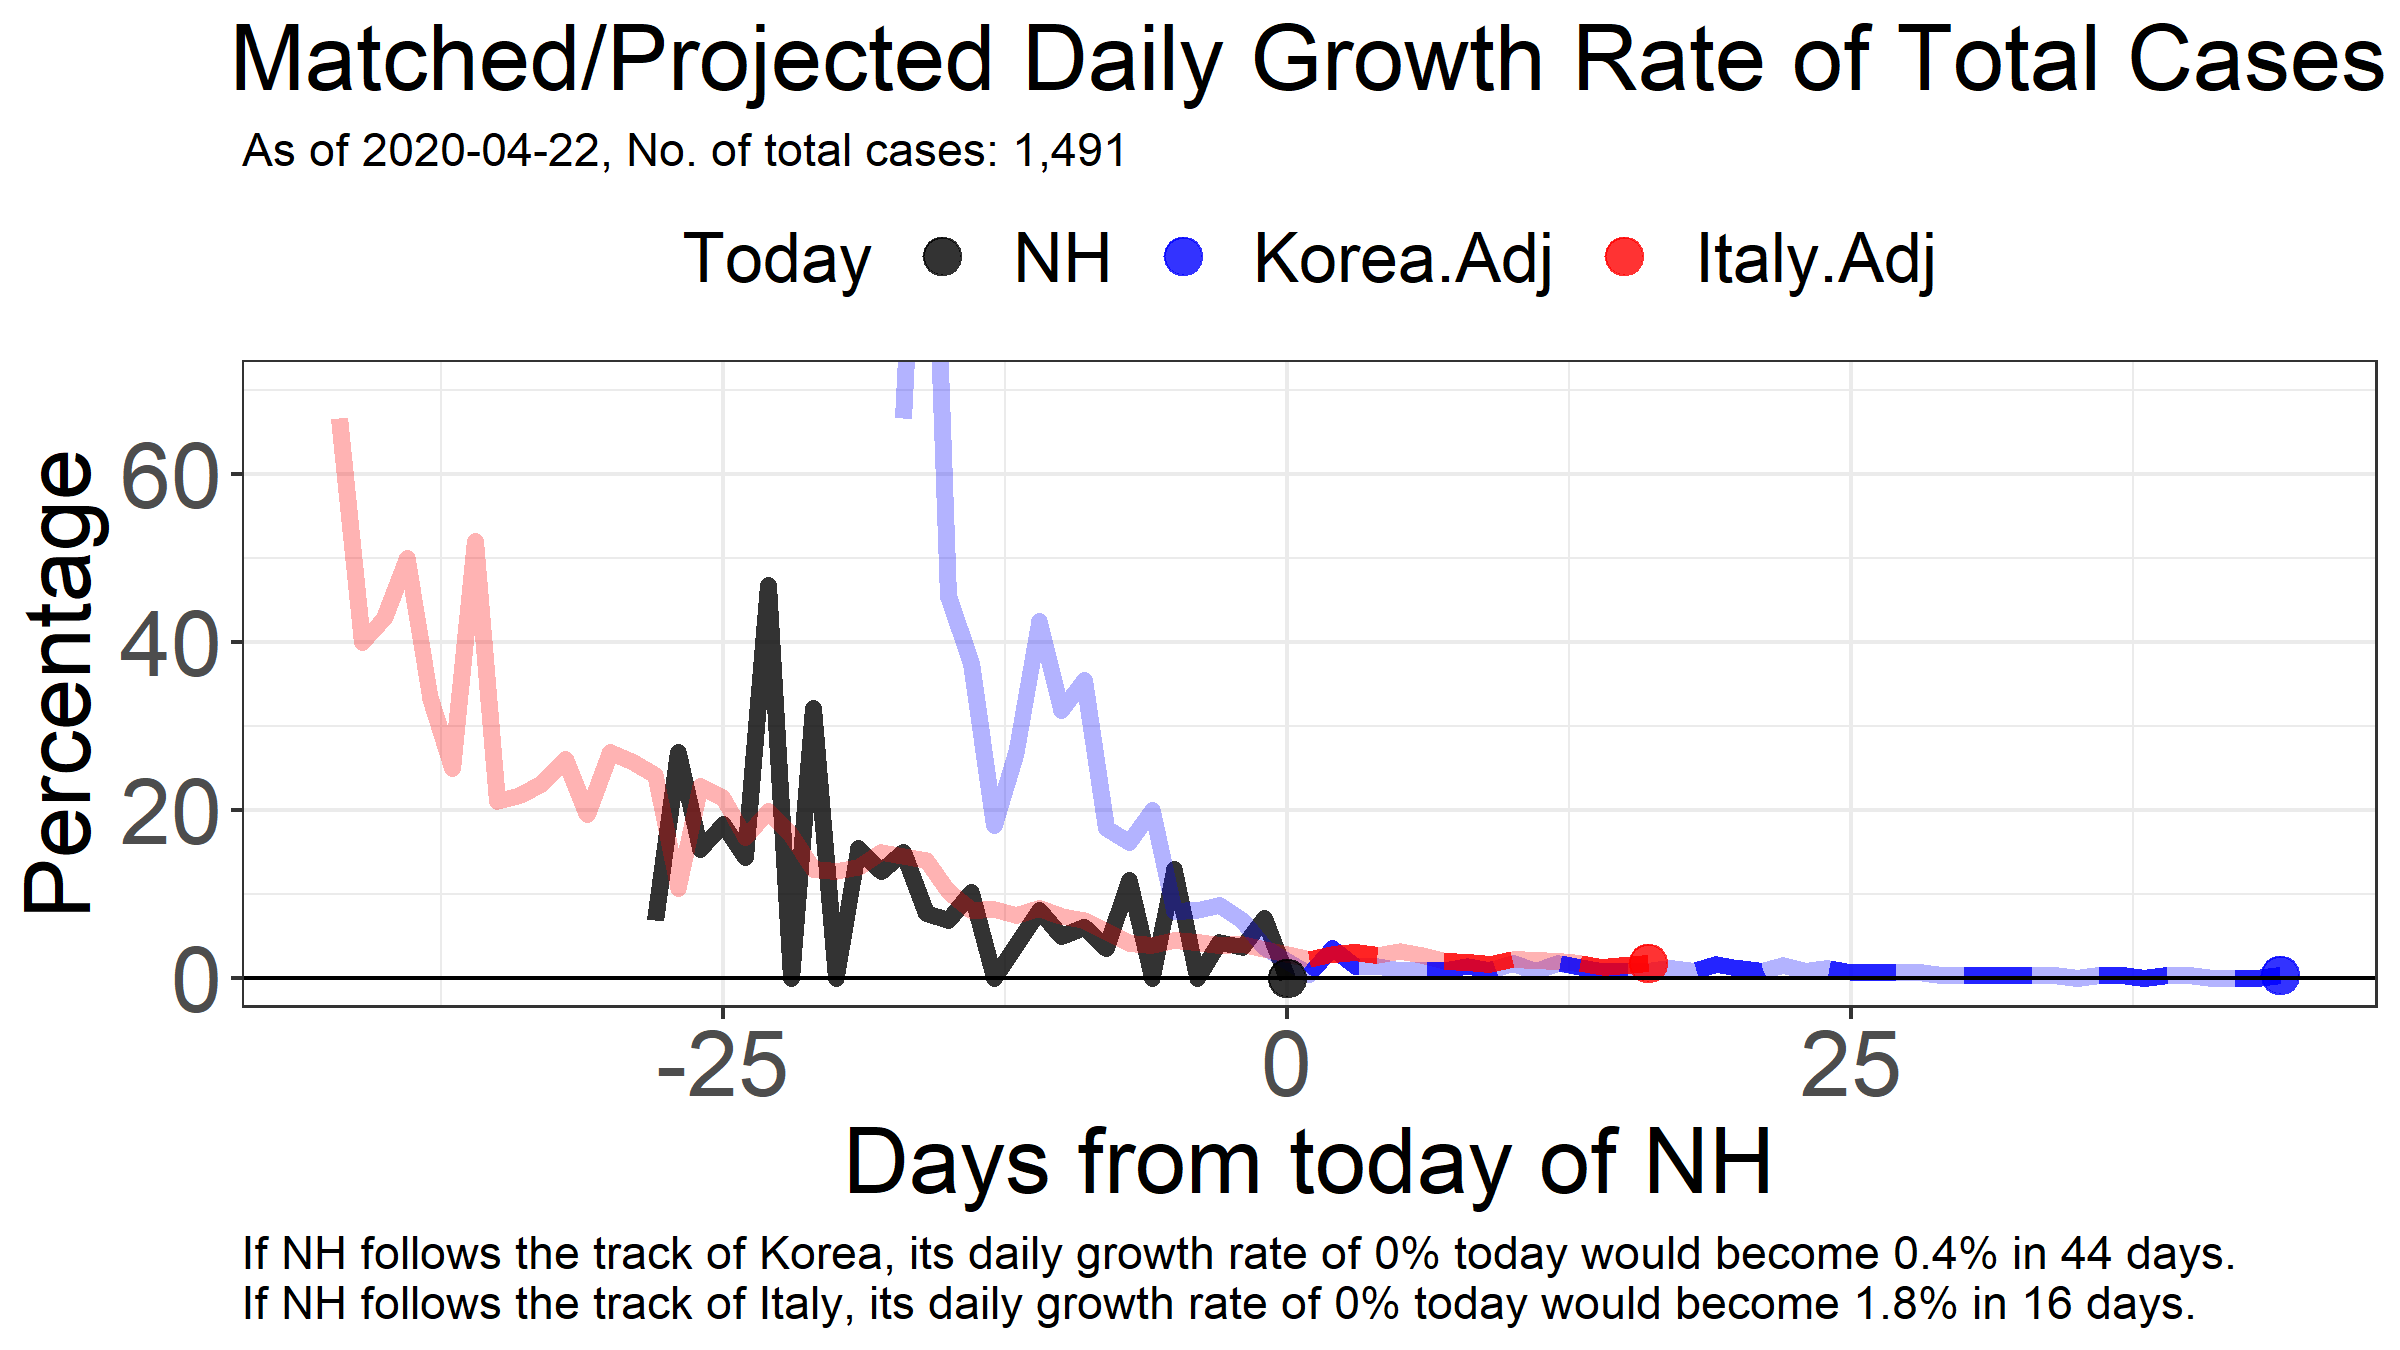 Matched/Projected Daily Growth Rate of Total Cases
As of 2020-04-22, No. of total cases: 1,491
Today NH Korea.Adj Italy.Adj
Percentage
60
40
20
0
-25 0 25
Days from today of NH
If NH follows the track of Korea, its daily growth rate of 0% today would become 0.4% in 44 days.
If NH follows the track of Italy, its daily growth rate of 0% today would become 1.8% in 16 days.